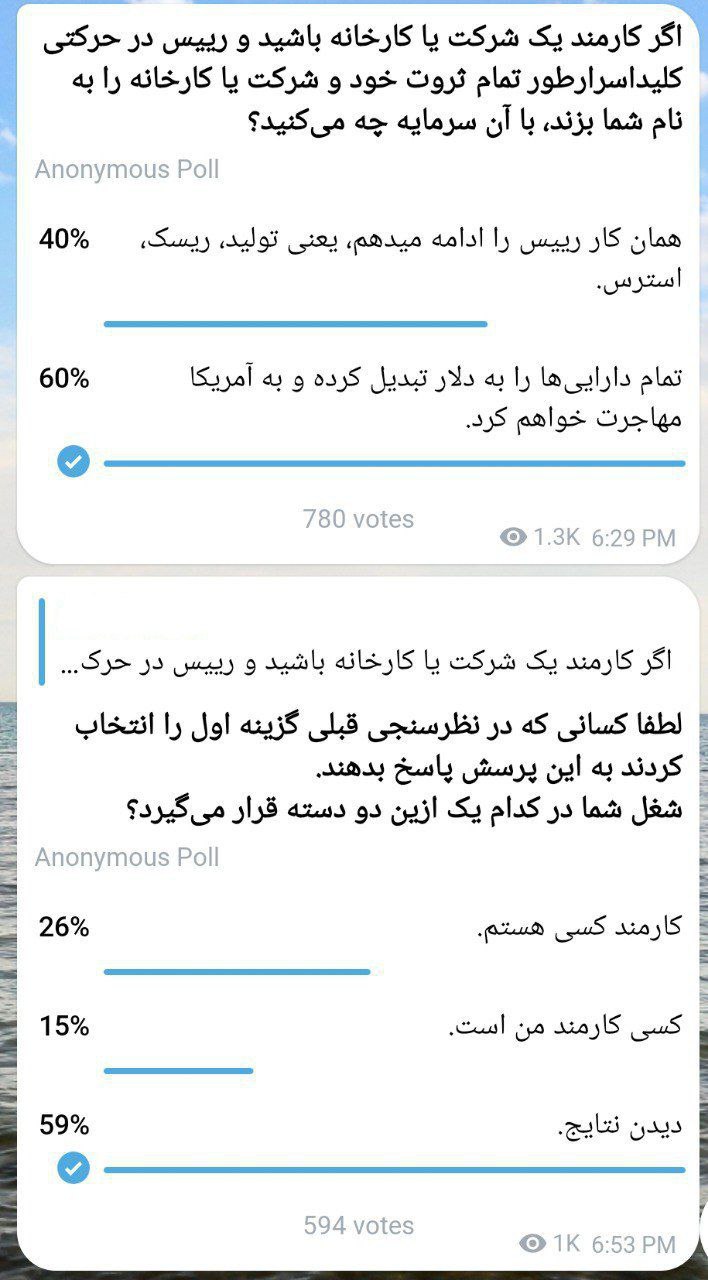 اگر کارمند یک شرکت یا کارخانه باشید و رییس در حرکتی
کلیداسرارطور تمام ثروت خود و شرکت یا کارخانه را به
نام شما بزند، با آن سرمایه چه می‌کنید؟
Anonymous Poll
40% همان کار رییس را ادامه میدهم، یعنی تولید، ریسک،
استرس.
60% تمام دارایی‌ها را به دلار تبدیل کرده و به آمریکا
مهاجرت خواهم کرد.
780 votes
1.3K 6:29 PM
اگر کارمند یک شرکت یا کارخانه باشید و رییس در حرک...
لطفا کسانی که در نظرسنجی قبلی گزینه اول را انتخاب
کردند به این پرسش پاسخ بدهند.
شغل شما در کدام یک ازین دو دسته قرار می‌گیرد؟
Anonymous Poll
26% کارمند کسی هستم.
15% کسی کارمند من است.
59% دیدن نتایج.
594 votes
1K 6:53 PM